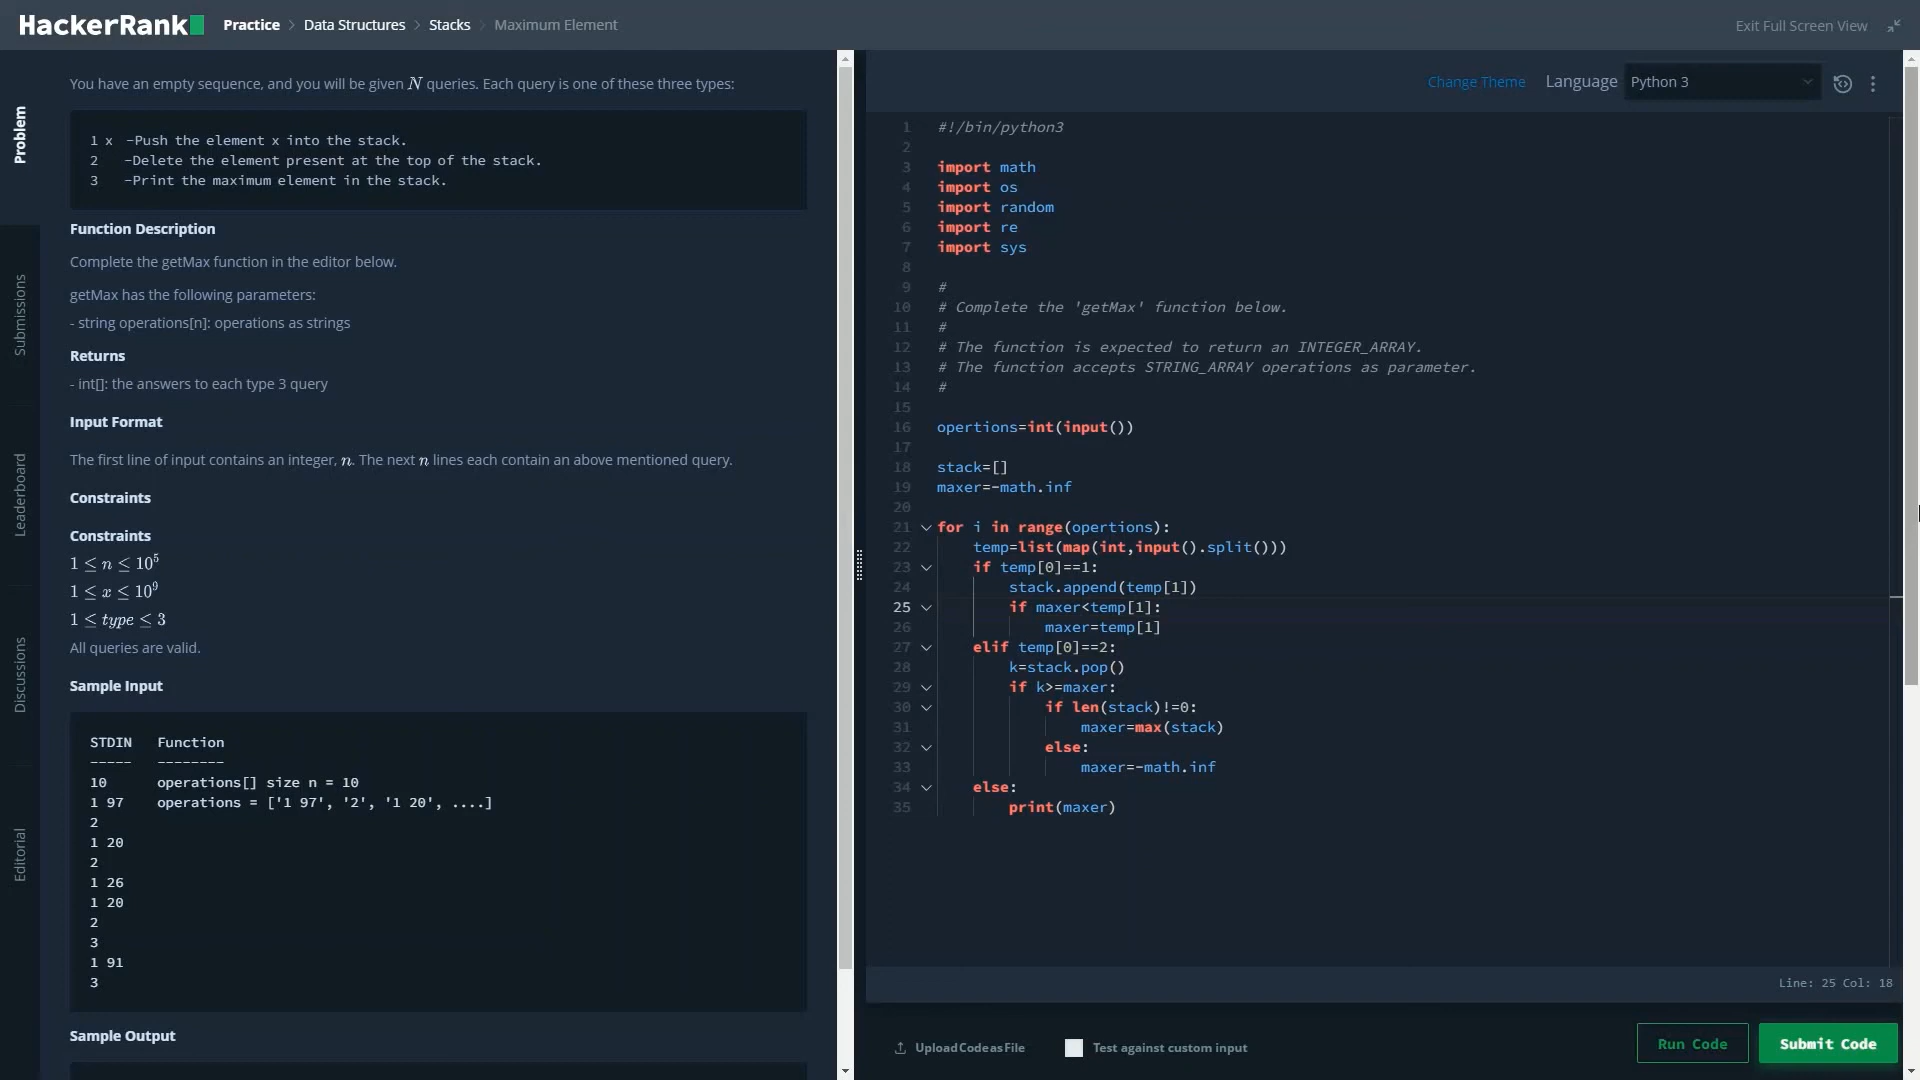 HackerRank
Practice > Data Structures > Stacks > Maximum Element
Exit Full Screen View
Problem
Submissions
Leaderboard
Discussions
Editorial
You have an empty sequence, and you will be given N queries. Each query is one of these three types:
1 x  -Push the element x into the stack.
2    -Delete the element present at the top of the stack.
3    -Print the maximum element in the stack.
Function Description
Complete the getMax function in the editor below.
getMax has the following parameters:
- string operations[n]: operations as strings
Returns
- int[]: the answers to each type 3 query
Input Format
The first line of input contains an integer, n. The next n lines each contain an above mentioned query.
Constraints
Constraints
1 ≤ n ≤ 10⁵
1 ≤ x ≤ 10⁹
1 ≤ type ≤ 3
All queries are valid.
Sample Input
STDIN   Function
-----   --------
10      operations[] size n = 10
1 97    operations = ['1 97', '2', '1 20', ....]
2
1 20
2
1 26
1 20
2
3
1 91
3
Sample Output
Change Theme Language Python 3
1 #!/bin/python3
2
3 import math
4 import os
5 import random
6 import re
7 import sys
8
9 #
10 # Complete the 'getMax' function below.
11 #
12 # The function is expected to return an INTEGER_ARRAY.
13 # The function accepts STRING_ARRAY operations as parameter.
14 #
15
16 opertions=int(input())
17
18 stack=[]
19 maxer=-math.inf
20
21 for i in range(opertions):
22     temp=list(map(int,input().split()))
23     if temp[0]==1:
24         stack.append(temp[1])
25         if maxer<temp[1]:
26             maxer=temp[1]
27     elif temp[0]==2:
28         k=stack.pop()
29         if k>=maxer:
30             if len(stack)!=0:
31                 maxer=max(stack)
32             else:
33                 maxer=-math.inf
34     else:
35         print(maxer)
Line: 25 Col: 18
Upload Code as File
Test against custom input
Run Code
Submit Code